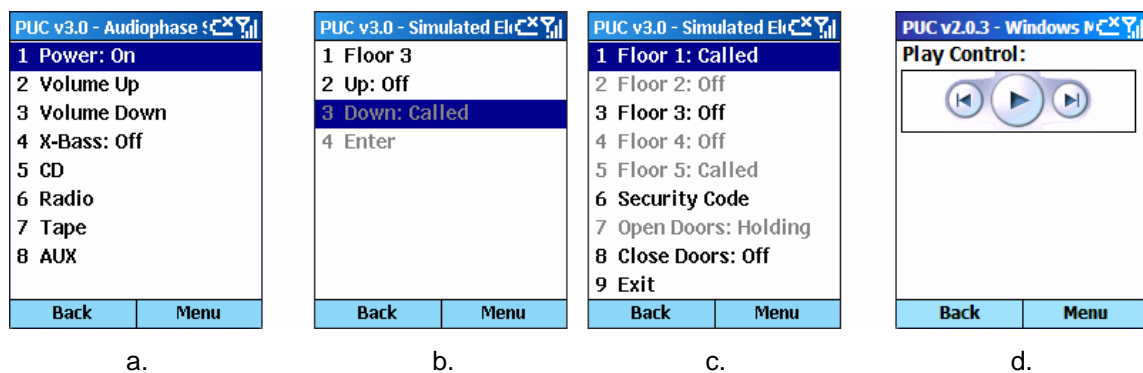 PUC v3.0 - Audiophase S
1 Power: On
2 Volume Up
3 Volume Down
4 X-Bass: Off
5 CD
6 Radio
7 Tape
8 AUX
Back Menu
a.
PUC v3.0 - Simulated Ele
1 Floor 3
2 Up: Off
3 Down: Called
4 Enter
Back Menu
b.
PUC v3.0 - Simulated Ele
1 Floor 1: Called
2 Floor 2: Off
3 Floor 3: Off
4 Floor 4: Off
5 Floor 5: Called
6 Security Code
7 Open Doors: Holding
8 Close Doors: Off
9 Exit
Back Menu
c.
PUC v2.0.3 - Windows M
Play Control:
Back Menu
d.